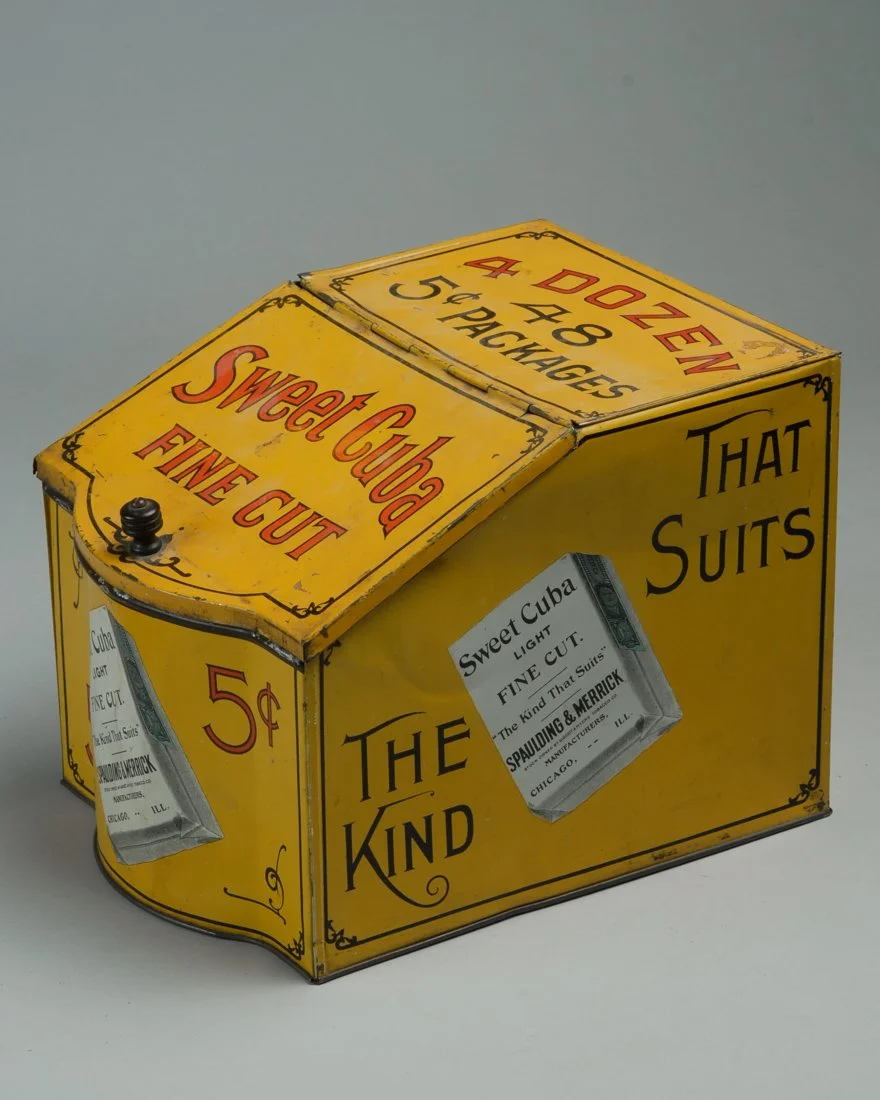 4 DOZEN
48
5¢ PACKAGES
Sweet Cuba
FINE CUT
THAT
SUITS
THE
KIND
Sweet Cuba
LIGHT
FINE CUT.
"The Kind That Suits"
SPAULDING & MERRICK
MANUFACTURERS,
CHICAGO, -- ILL.
5¢
Cuba
LIGHT
FINE CUT.
"The Kind That Suits"
SPAULDING & MERRICK
MANUFACTURERS,
CHICAGO, -- ILL.